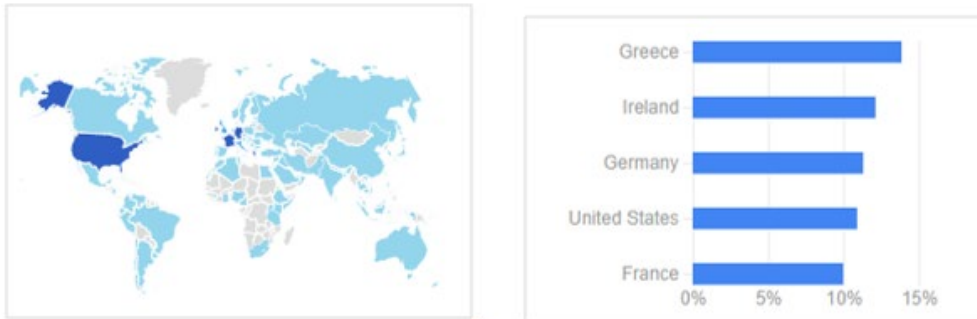 Greece
Ireland
Germany
United States
France
0% 5% 10% 15%